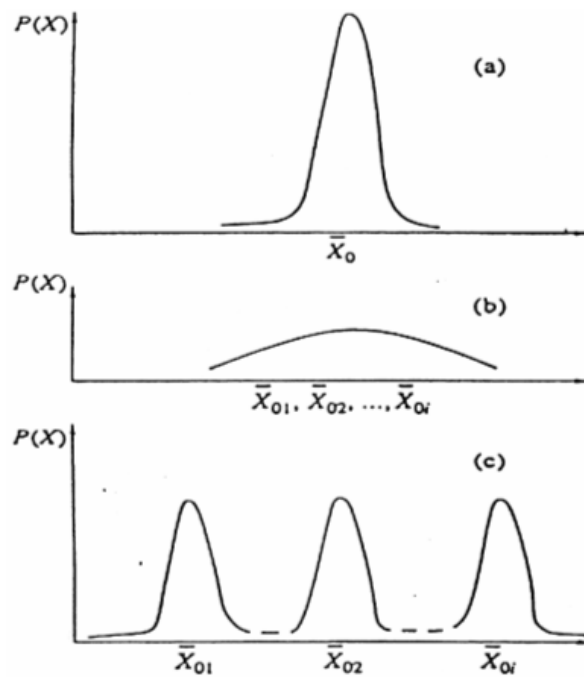 P(X)
(a)
X̅₀
P(X)
(b)
X̅₀₁, X̅₀₂, ..., X̅₀ᵢ
P(X)
(c)
X̅₀₁ X̅₀₂ X̅₀ᵢ